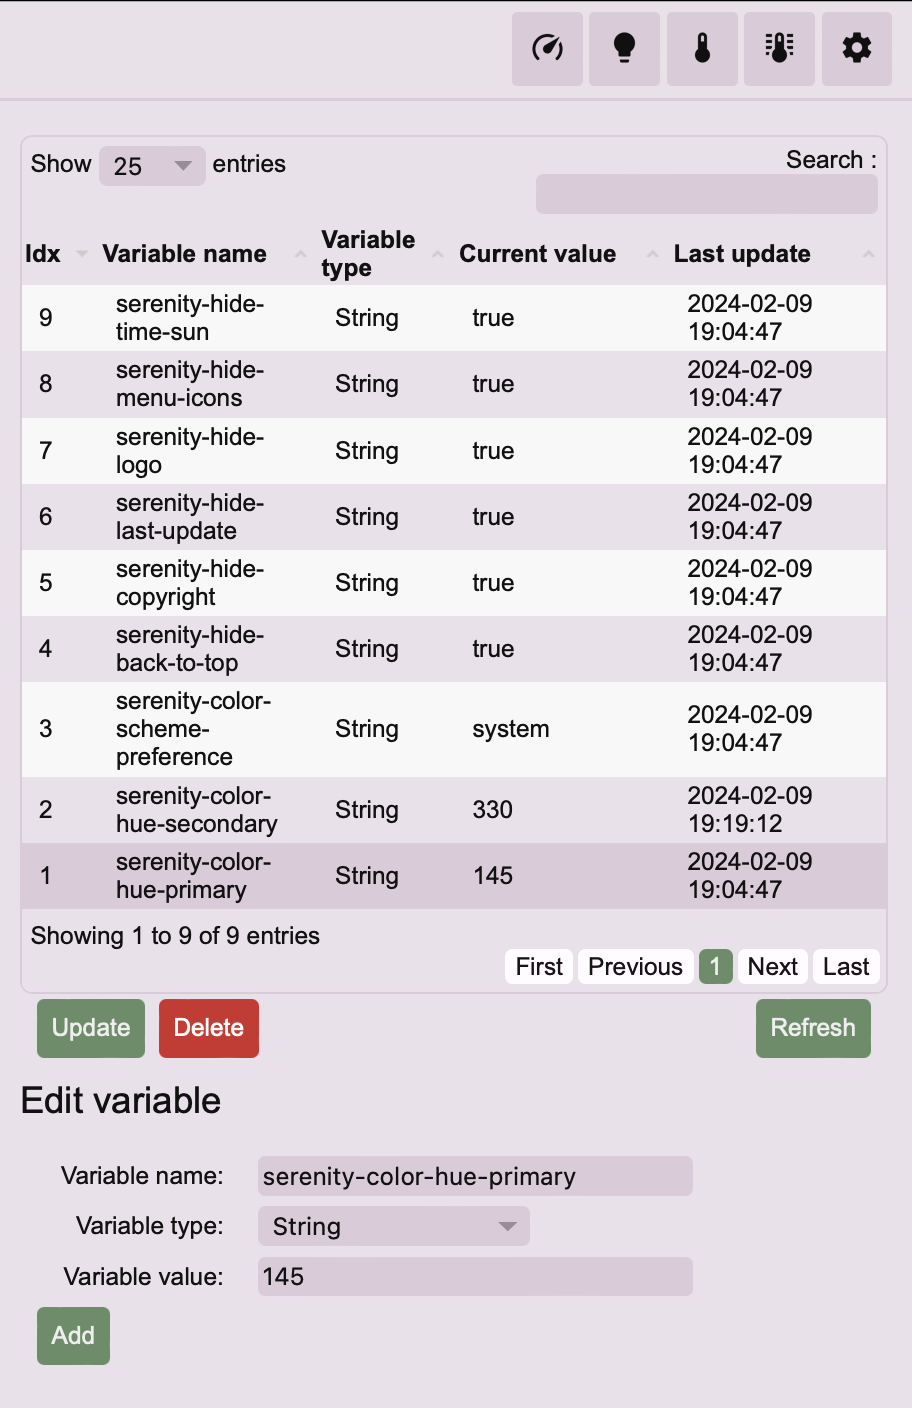 Show 25 entries
Search :
Idx Variable name Variable type Current value Last update
9 serenity-hide-time-sun String true 2024-02-09 19:04:47
8 serenity-hide-menu-icons String true 2024-02-09 19:04:47
7 serenity-hide-logo String true 2024-02-09 19:04:47
6 serenity-hide-last-update String true 2024-02-09 19:04:47
5 serenity-hide-copyright String true 2024-02-09 19:04:47
4 serenity-hide-back-to-top String true 2024-02-09 19:04:47
3 serenity-color-scheme-preference String system 2024-02-09 19:04:47
2 serenity-color-hue-secondary String 330 2024-02-09 19:19:12
1 serenity-color-hue-primary String 145 2024-02-09 19:04:47
Showing 1 to 9 of 9 entries
First Previous 1 Next Last
Update Delete Refresh
Edit variable
Variable name: serenity-color-hue-primary
Variable type: String
Variable value: 145
Add